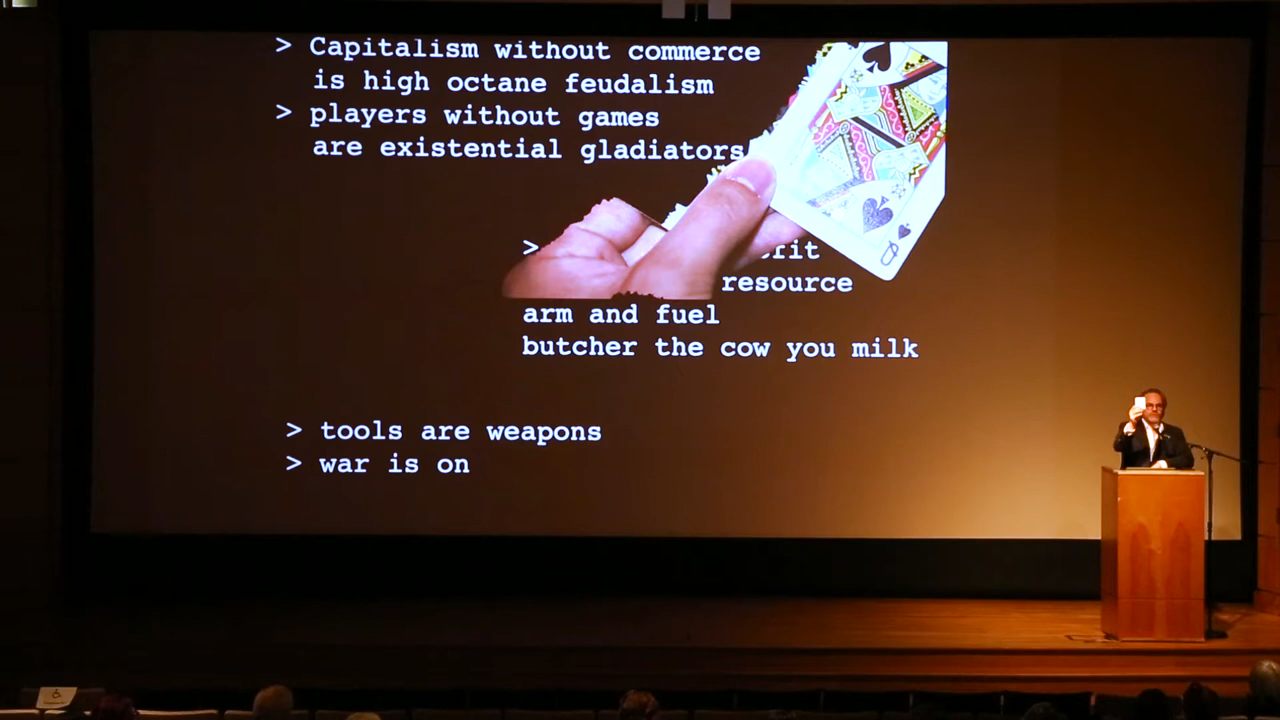 > Capitalism without commerce
is high octane feudalism
> players without games
are existential gladiators
>
resource
arm and fuel
butcher the cow you milk
> tools are weapons
> war is on
Q